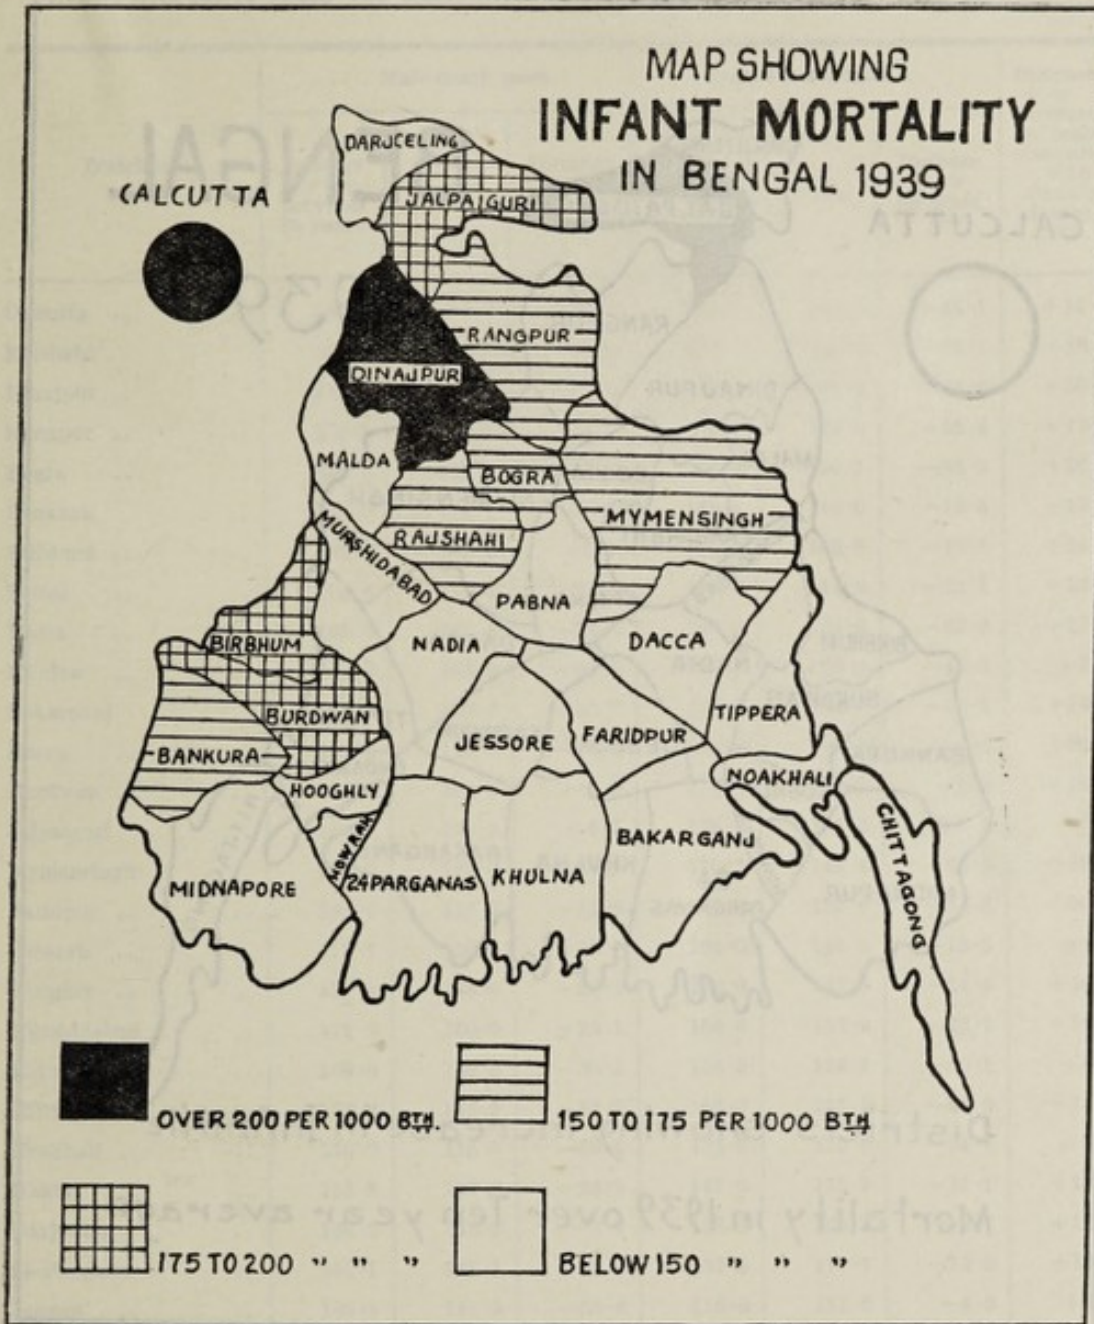 MAP SHOWING
INFANT MORTALITY
IN BENGAL 1939
CALCUTTA
DARJCELING
JALPAIGURI
RANGPUR
DINAJPUR
MALDA
BOGRA
MYMENSINGH
RAJSHAHI
MURSHIDABAD
PABNA
BIRBHUM
NADIA
DACCA
BURDWAN
TIPPERA
BANKURA
JESSORE
FARIDPUR
HOOGHLY
NOAKHALI
HOWRAH
BAKARGANJ
CHITTAGONG
MIDNAPORE
24 PARGANAS
KHULNA
OVER 200 PER 1000 BTH.
150 TO 175 PER 1000 BTH
175 TO 200 " " "
BELOW 150 " " "